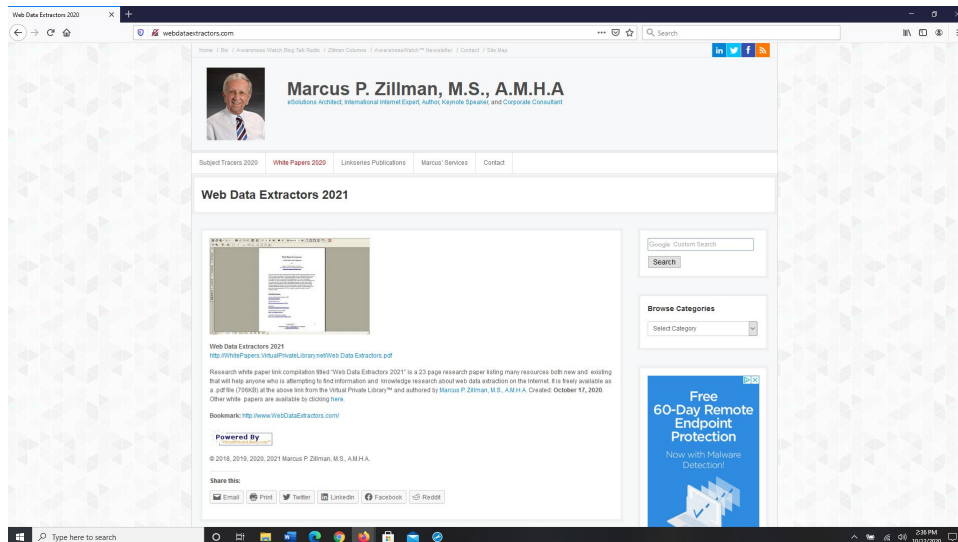 Web Data Extractors 2020
webdataextractors.com
Search
Home / Bio / Awareness Watch Blog Talk Radio / Zillman Columns / AwarenessWatch™ Newsletter / Contact / Site Map
Marcus P. Zillman, M.S., A.M.H.A
eSolutions Architect, International Internet Expert, Author, Keynote Speaker, and Corporate Consultant
Subject Tracers 2020 White Papers 2020 Linkseries Publications Marcus' Services Contact
Web Data Extractors 2021
Google Custom Search
Search
Browse Categories
Select Category
Web Data Extractors 2021
http://WhitePapers.VirtualPrivateLibrary.net/Web Data Extractors.pdf
Research white paper link compilation titled "Web Data Extractors 2021" is a 23 page research paper listing many resources both new and existing
that will help anyone who is attempting to find information and knowledge research about web data extraction on the Internet. It is freely available as
a .pdf file (706KB) at the above link from the Virtual Private Library™ and authored by Marcus P. Zillman, M.S., A.M.H.A. Created: October 17, 2020.
Other white papers are available by clicking here.
Bookmark: http://www.WebDataExtractors.com/
Powered By
© 2018, 2019, 2020, 2021 Marcus P. Zillman, M.S., A.M.H.A.
Share this:
Email Print Twitter LinkedIn Facebook Reddit
Free
60-Day Remote
Endpoint
Protection
Now with Malware
Detection!
Type here to search
2:36 PM